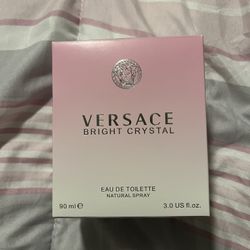 VERSACE
BRIGHT CRYSTAL
EAU DE TOILETTE
NATURAL SPRAY
90 ml ℮ 3.0 US fl.oz.